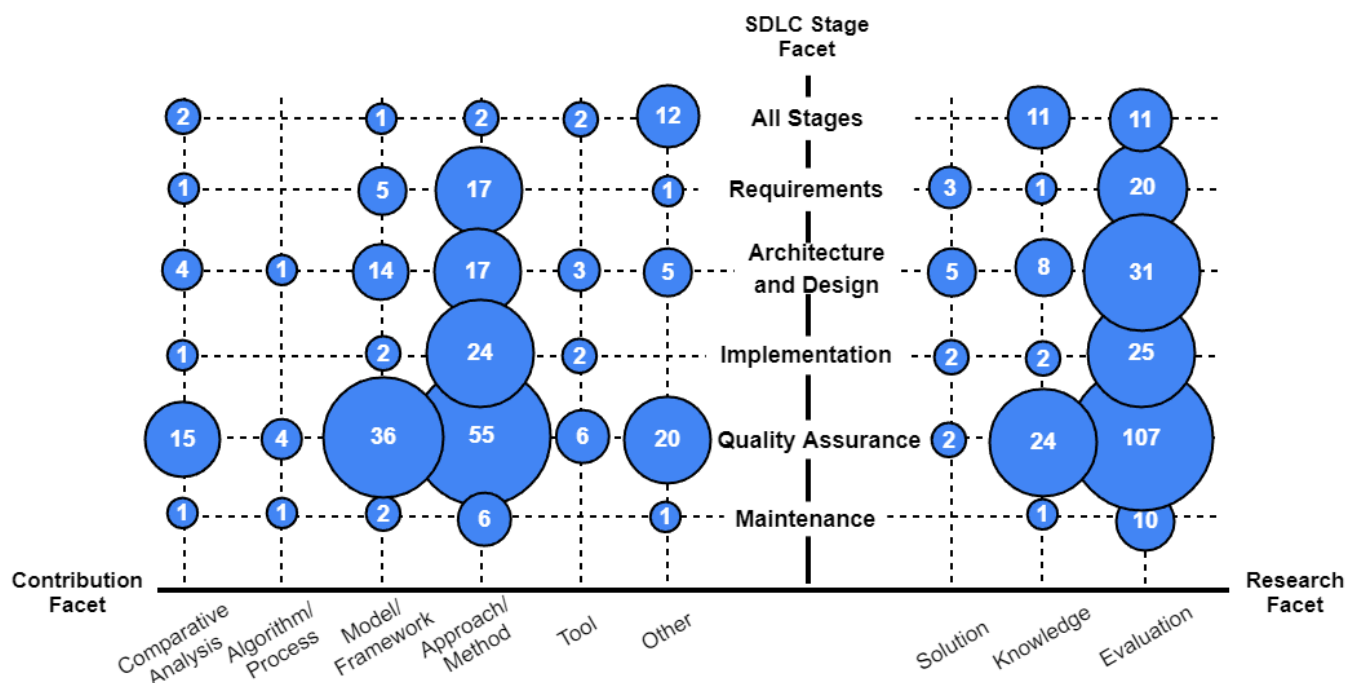 SDLC Stage
Facet
2 1 2 2 12 All Stages 11 11
1 5 17 1 Requirements 3 1 20
4 1 14 17 3 5 Architecture
and Design 5 8 31
1 2 24 2 Implementation 2 2 25
15 4 36 55 6 20 Quality Assurance 2 24 107
1 1 2 6 1 Maintenance 1 10
Contribution
Facet
Research
Facet
Comparative
Analysis
Algorithm/
Process
Model/
Framework
Approach/
Method
Tool
Other
Solution
Knowledge
Evaluation